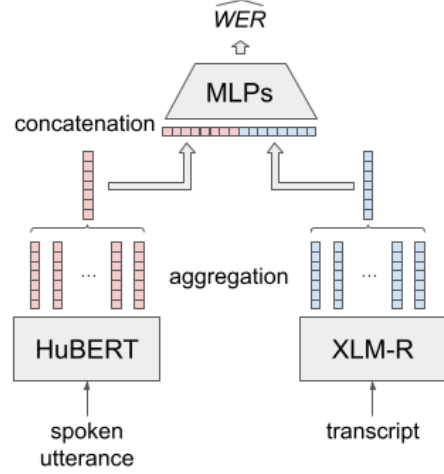 WER
MLPs
concatenation
...
...
aggregation
HuBERT
XLM-R
spoken
utterance
transcript